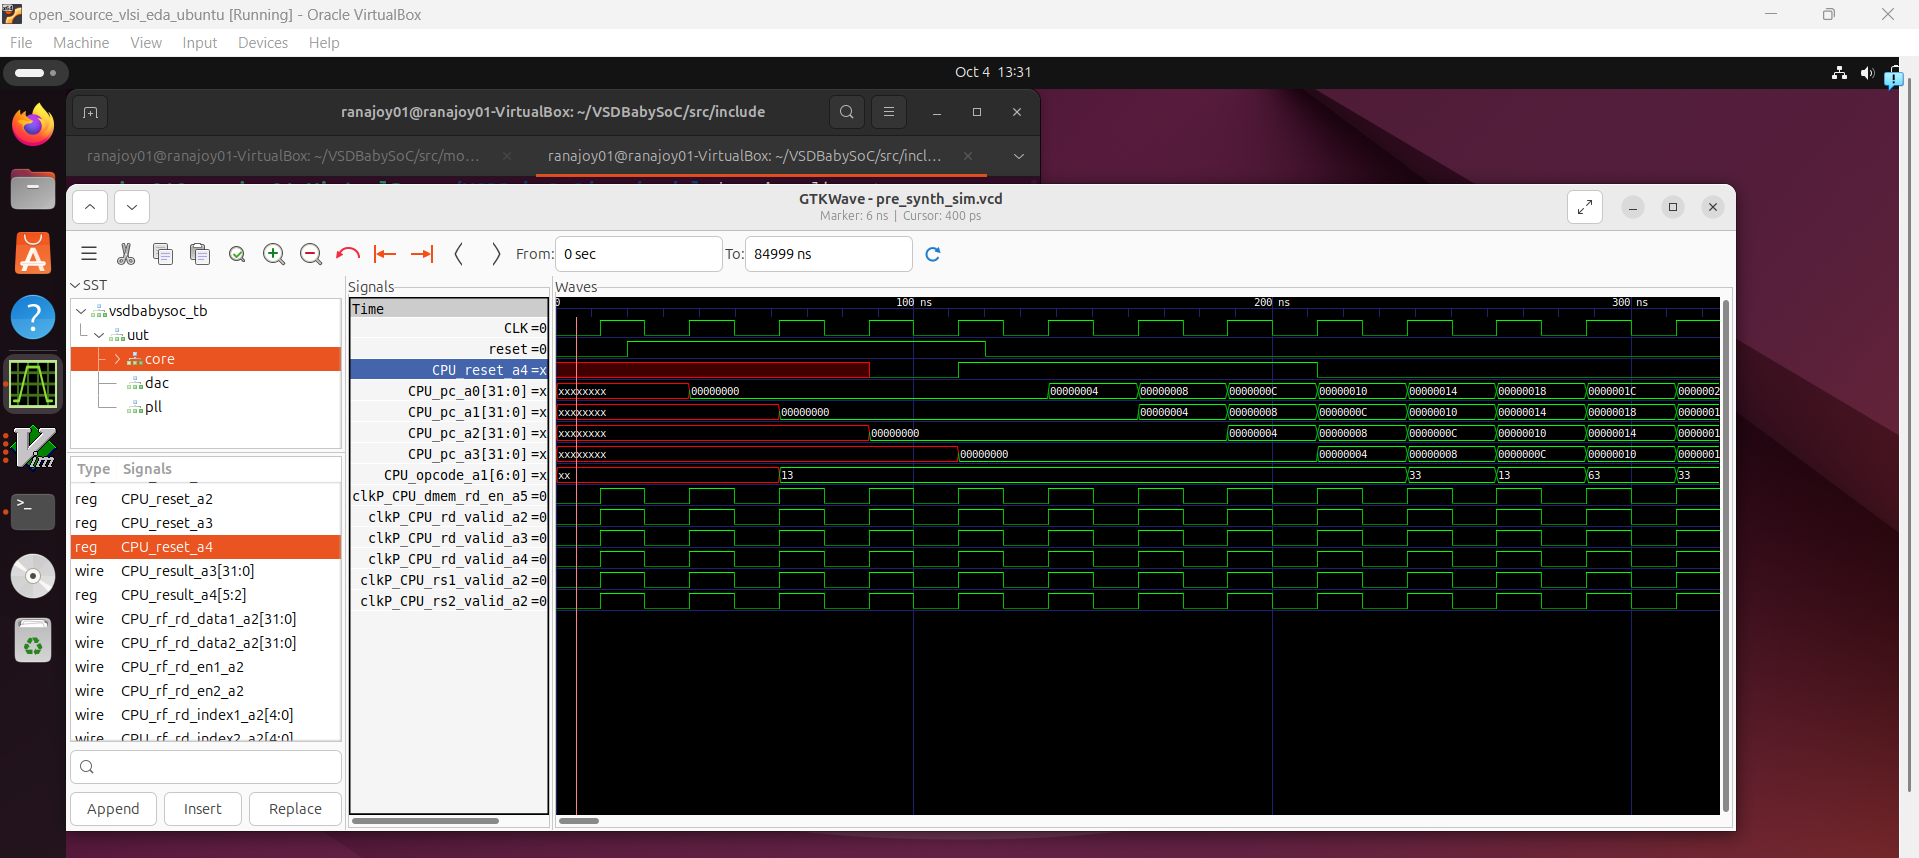 open_source_vlsi_eda_ubuntu [Running] - Oracle VirtualBox
File Machine View Input Devices Help
Oct 4 13:31
ranajoy01@ranajoy01-VirtualBox: ~/VSDBabySoC/src/include
ranajoy01@ranajoy01-VirtualBox: ~/VSDBabySoC/src/mo...
ranajoy01@ranajoy01-VirtualBox: ~/VSDBabySoC/src/incl...
GTKWave - pre_synth_sim.vcd
Marker: 6 ns | Cursor: 400 ps
From: 0 sec To: 84999 ns
SST
vsdbabysoc_tb
uut
core
dac
pll
Type Signals
reg CPU_reset_a2
reg CPU_reset_a3
reg CPU_reset_a4
wire CPU_result_a3[31:0]
reg CPU_result_a4[5:2]
wire CPU_rf_rd_data1_a2[31:0]
wire CPU_rf_rd_data2_a2[31:0]
wire CPU_rf_rd_en1_a2
wire CPU_rf_rd_en2_a2
wire CPU_rf_rd_index1_a2[4:0]
wire CPU_rf_rd_index2_a2[4:0]
Append Insert Replace
Signals
Time
CLK=0
reset=0
CPU_reset_a4=x
CPU_pc_a0[31:0]=x
CPU_pc_a1[31:0]=x
CPU_pc_a2[31:0]=x
CPU_pc_a3[31:0]=x
CPU_opcode_a1[6:0]=x
clkP_CPU_dmem_rd_en_a5=0
clkP_CPU_rd_valid_a2=0
clkP_CPU_rd_valid_a3=0
clkP_CPU_rd_valid_a4=0
clkP_CPU_rs1_valid_a2=0
clkP_CPU_rs2_valid_a2=0
Waves
0 100 ns 200 ns 300 ns
xxxxxxxx 00000000 00000004 00000008 0000000C 00000010 00000014 00000018 0000001C 0000002
xxxxxxxx 00000000 00000004 00000008 0000000C 00000010 00000014 00000018 0000001
xxxxxxxx 00000000 00000004 00000008 0000000C 00000010 00000014 0000001
xxxxxxxx 00000000 00000004 00000008 0000000C 00000010 0000001
xx 13 33 13 63 33